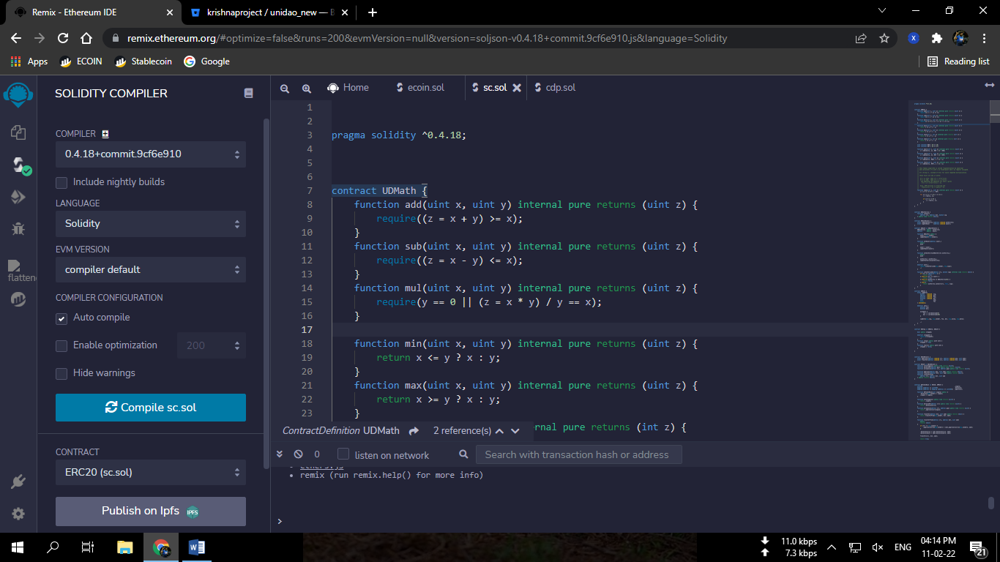 Remix - Ethereum IDE
krishnaproject / unidao_new — B
remix.ethereum.org/#optimize=false&runs=200&evmVersion=null&version=soljson-v0.4.18+commit.9cf6e910.js&language=Solidity
X
Apps
ECOIN
Stablecoin
Google
Reading list
SOLIDITY COMPILER
Home
ecoin.sol
sc.sol
cdp.sol
COMPILER
0.4.18+commit.9cf6e910
Include nightly builds
LANGUAGE
Solidity
EVM VERSION
compiler default
COMPILER CONFIGURATION
Auto compile
Enable optimization
200
Hide warnings
Compile sc.sol
CONTRACT
ERC20 (sc.sol)
Publish on Ipfs
IPFS
flatten
1
2
3 pragma solidity ^0.4.18;
4
5
6
7 contract UDMath {
8 function add(uint x, uint y) internal pure returns (uint z) {
9 require((z = x + y) >= x);
10 }
11 function sub(uint x, uint y) internal pure returns (uint z) {
12 require((z = x - y) <= x);
13 }
14 function mul(uint x, uint y) internal pure returns (uint z) {
15 require(y == 0 || (z = x * y) / y == x);
16 }
17
18 function min(uint x, uint y) internal pure returns (uint z) {
19 return x <= y ? x : y;
20 }
21 function max(uint x, uint y) internal pure returns (uint z) {
22 return x >= y ? x : y;
23 }
ContractDefinition UDMath 2 reference(s) rnal pure returns (int z) {
0
listen on network
Search with transaction hash or address
ethers.js
remix (run remix.help() for more info)
>
11.0 kbps
7.3 kbps
ENG
04:14 PM
11-02-22
21